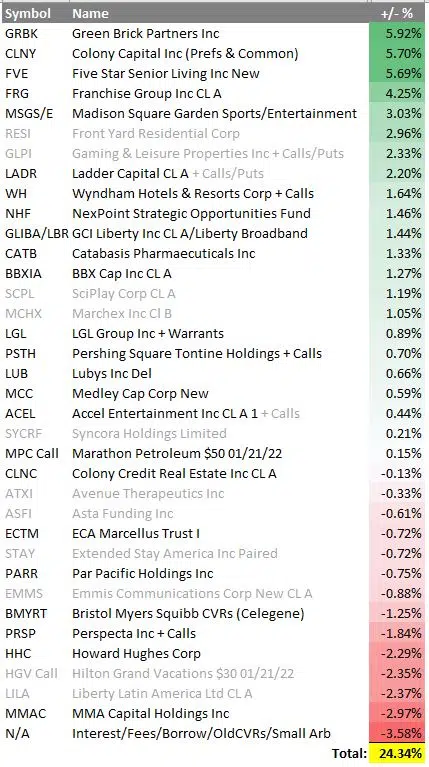 Symbol Name +/- %
GRBK Green Brick Partners Inc 5.92%
CLNY Colony Capital Inc (Prefs & Common) 5.70%
FVE Five Star Senior Living Inc New 5.69%
FRG Franchise Group Inc CL A 4.25%
MSGS/E Madison Square Garden Sports/Entertainment 3.03%
RESI Front Yard Residential Corp 2.96%
GLPI Gaming & Leisure Properties Inc + Calls/Puts 2.33%
LADR Ladder Capital CL A + Calls/Puts 2.20%
WH Wyndham Hotels & Resorts Corp + Calls 1.64%
NHF NexPoint Strategic Opportunities Fund 1.46%
GLIBA/LBR GCI Liberty Inc CL A/Liberty Broadband 1.44%
CATB Catabasis Pharmaceuticals Inc 1.33%
BBXIA BBX Cap Inc CL A 1.27%
SCPL SciPlay Corp CL A 1.19%
MCHX Marchex Inc Cl B 1.05%
LGL LGL Group Inc + Warrants 0.89%
PSTH Pershing Square Tontine Holdings + Calls 0.70%
LUB Lubys Inc Del 0.66%
MCC Medley Cap Corp New 0.59%
ACEL Accel Entertainment Inc CL A 1 + Calls 0.44%
SYCRF Syncora Holdings Limited 0.21%
MPC Call Marathon Petroleum $50 01/21/22 0.15%
CLNC Colony Credit Real Estate Inc CL A -0.13%
ATXI Avenue Therapeutics Inc -0.33%
ASFI Asta Funding Inc -0.61%
ECTM ECA Marcellus Trust I -0.72%
STAY Extended Stay America Inc Paired -0.72%
PARR Par Pacific Holdings Inc -0.75%
EMMS Emmis Communications Corp New CL A -0.88%
BMYRT Bristol Myers Squibb CVRs (Celegene) -1.25%
PRSP Perspecta Inc + Calls -1.84%
HHC Howard Hughes Corp -2.29%
HGV Call Hilton Grand Vacations $30 01/21/22 -2.35%
LILA Liberty Latin America Ltd CL A -2.37%
MMAC MMA Capital Holdings Inc -2.97%
N/A Interest/Fees/Borrow/OldCVRs/Small Arb -3.58%
Total: 24.34%